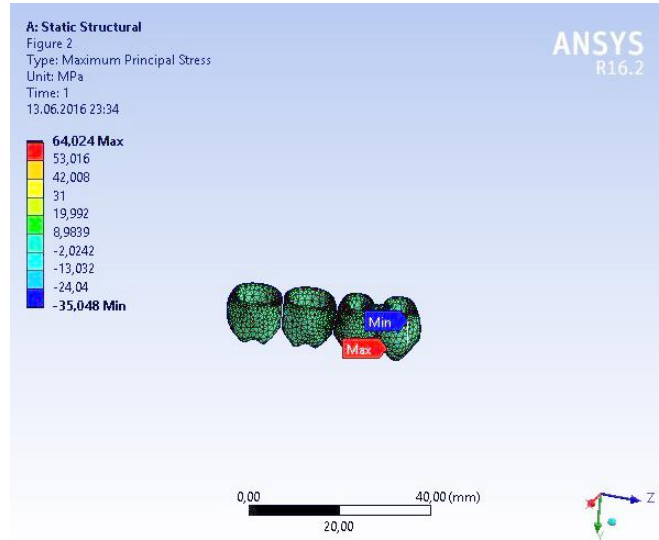 A: Static Structural
Figure 2
Type: Maximum Principal Stress
Unit: MPa
Time: 1
13.06.2016 23:34
ANSYS
R16.2
64,024 Max
53,016
42,008
31
19,992
8,9839
-2,0242
-13,032
-24,04
-35,048 Min
Min
Max
0,00 40,00 (mm)
20,00
Z
Y